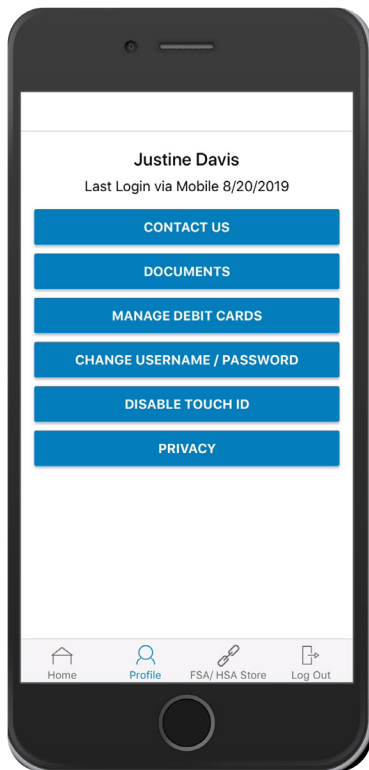 Justine Davis
Last Login via Mobile 8/20/2019
CONTACT US
DOCUMENTS
MANAGE DEBIT CARDS
CHANGE USERNAME / PASSWORD
DISABLE TOUCH ID
PRIVACY
Home Profile FSA/ HSA Store Log Out